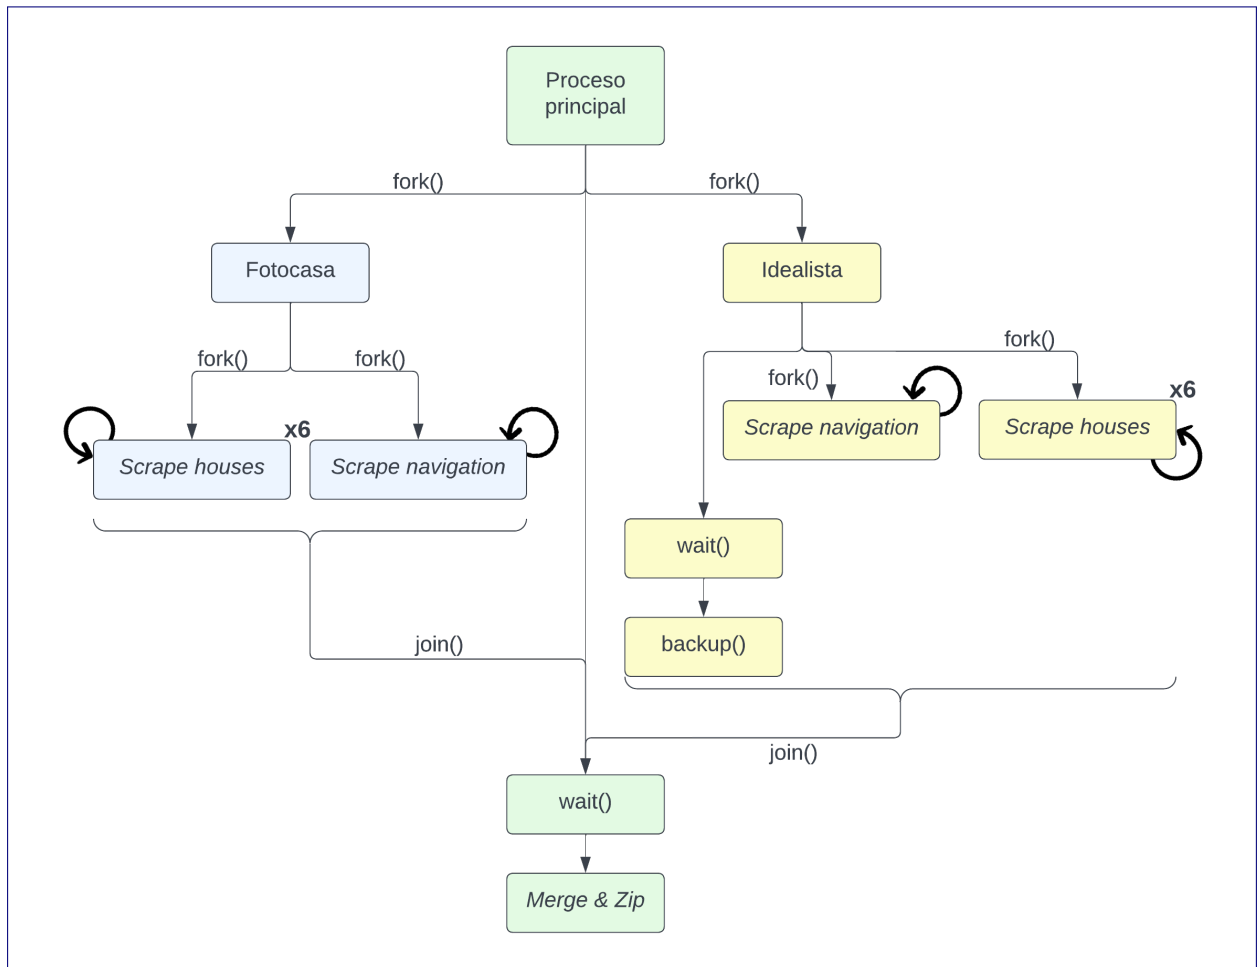 Proceso
principal
fork()
fork()
Fotocasa
Idealista
fork()
fork()
fork()
fork()
x6
Scrape navigation
Scrape houses
x6
Scrape houses
Scrape navigation
wait()
backup()
join()
join()
wait()
Merge & Zip